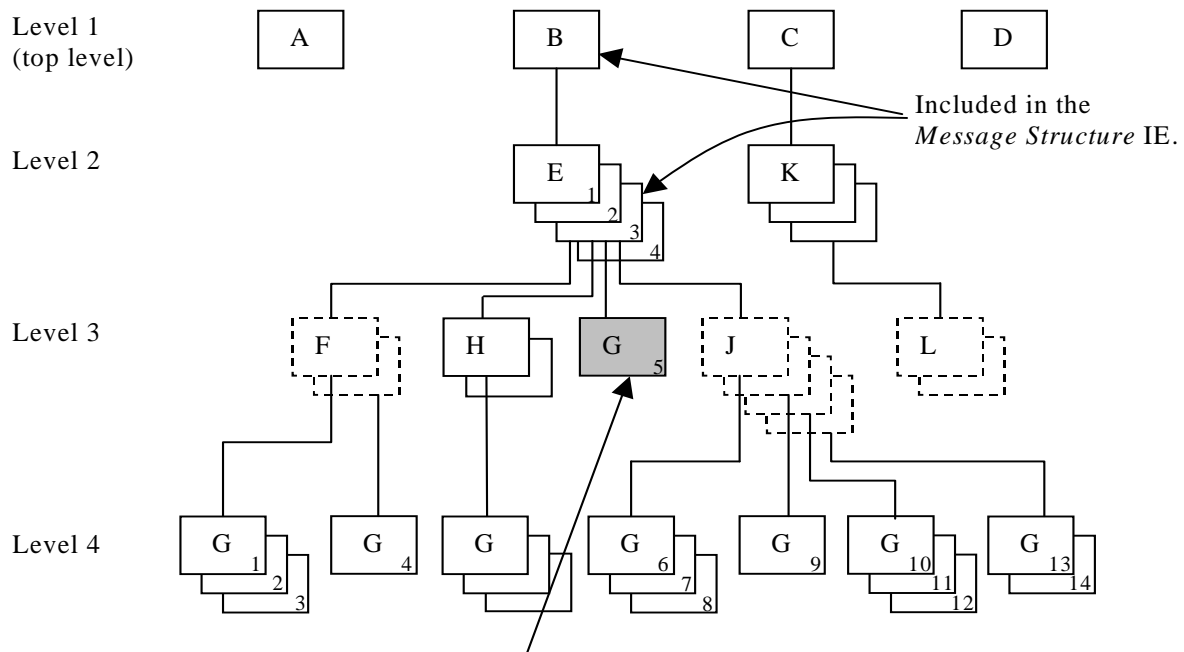 Level 1
(top level)
A
B
C
D
Included in the
Message Structure IE.
Level 2
E
1
2
3
4
K
Level 3
F
H
G
5
J
L
Level 4
G
1
2
3
G
4
G
G
6
7
8
G
9
G
10
11
12
G
13
14